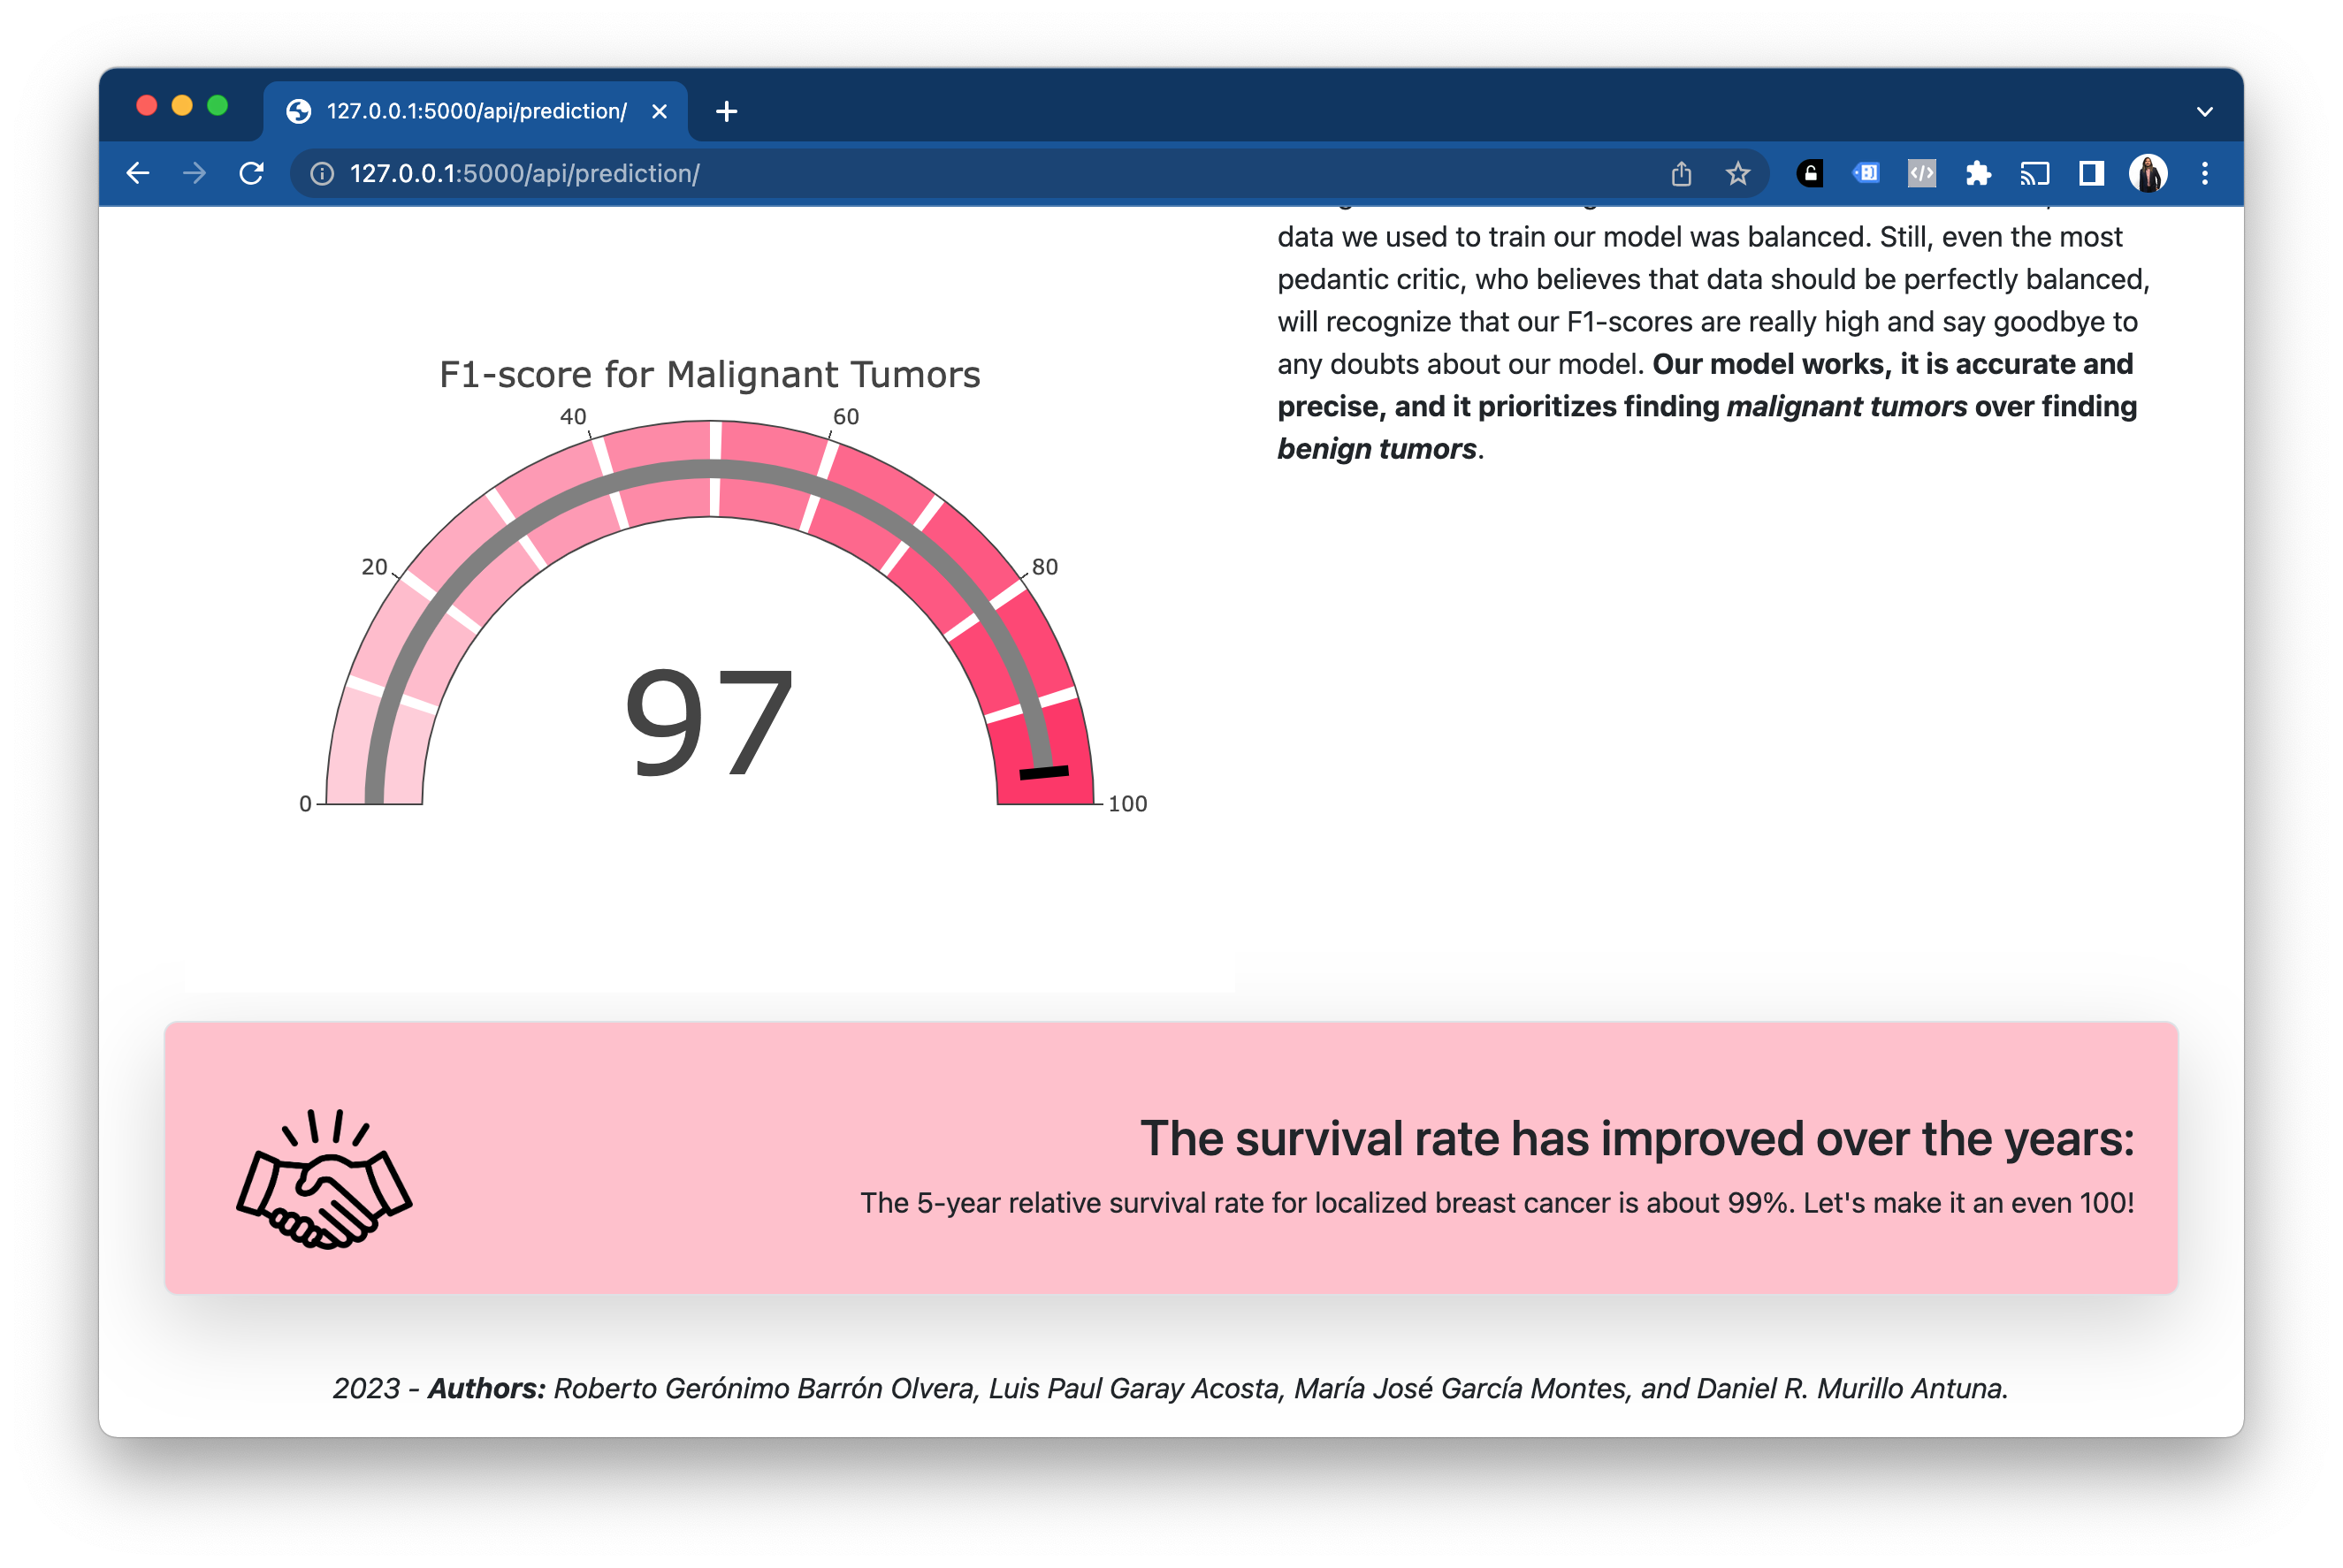 127.0.0.1:5000/api/prediction/
127.0.0.1:5000/api/prediction/
data we used to train our model was balanced. Still, even the most
pedantic critic, who believes that data should be perfectly balanced,
will recognize that our F1-scores are really high and say goodbye to
any doubts about our model. Our model works, it is accurate and
precise, and it prioritizes finding malignant tumors over finding
benign tumors.
F1-score for Malignant Tumors
0
20
40
60
80
100
97
The survival rate has improved over the years:
The 5-year relative survival rate for localized breast cancer is about 99%. Let's make it an even 100!
2023 - Authors: Roberto Gerónimo Barrón Olvera, Luis Paul Garay Acosta, María José García Montes, and Daniel R. Murillo Antuna.